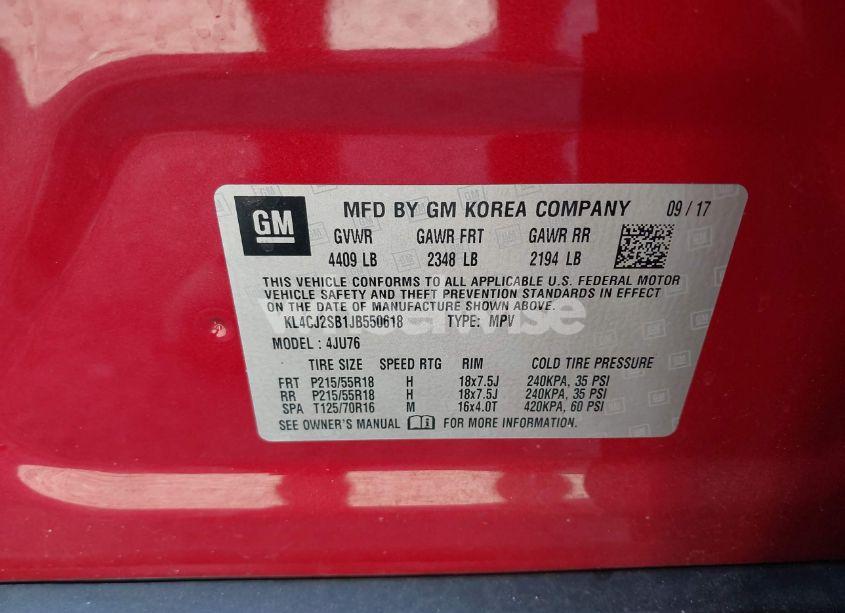 GM
MFD BY GM KOREA COMPANY 09 / 17
GVWR GAWR FRT GAWR RR
4409 LB 2348 LB 2194 LB
THIS VEHICLE CONFORMS TO ALL APPLICABLE U.S. FEDERAL MOTOR
VEHICLE SAFETY AND THEFT PREVENTION STANDARDS IN EFFECT
ON THE DATE OF MANUFACTURE SHOWN ABOVE.
KL4CJ2SB1JB550618 TYPE: MPV
MODEL : 4JU76
TIRE SIZE SPEED RTG RIM COLD TIRE PRESSURE
FRT P215/55R18 H 18x7.5J 240KPA, 35 PSI
RR P215/55R18 H 18x7.5J 240KPA, 35 PSI
SPA T125/70R16 M 16x4.0T 420KPA, 60 PSI
SEE OWNER'S MANUAL FOR MORE INFORMATION.